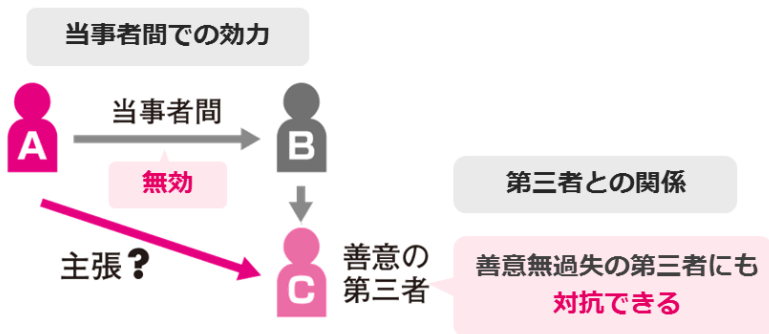 当事者間での効力
A
当事者間
B
無効
第三者との関係
主張?
C
善意の
第三者
善意無過失の第三者にも
対抗できる